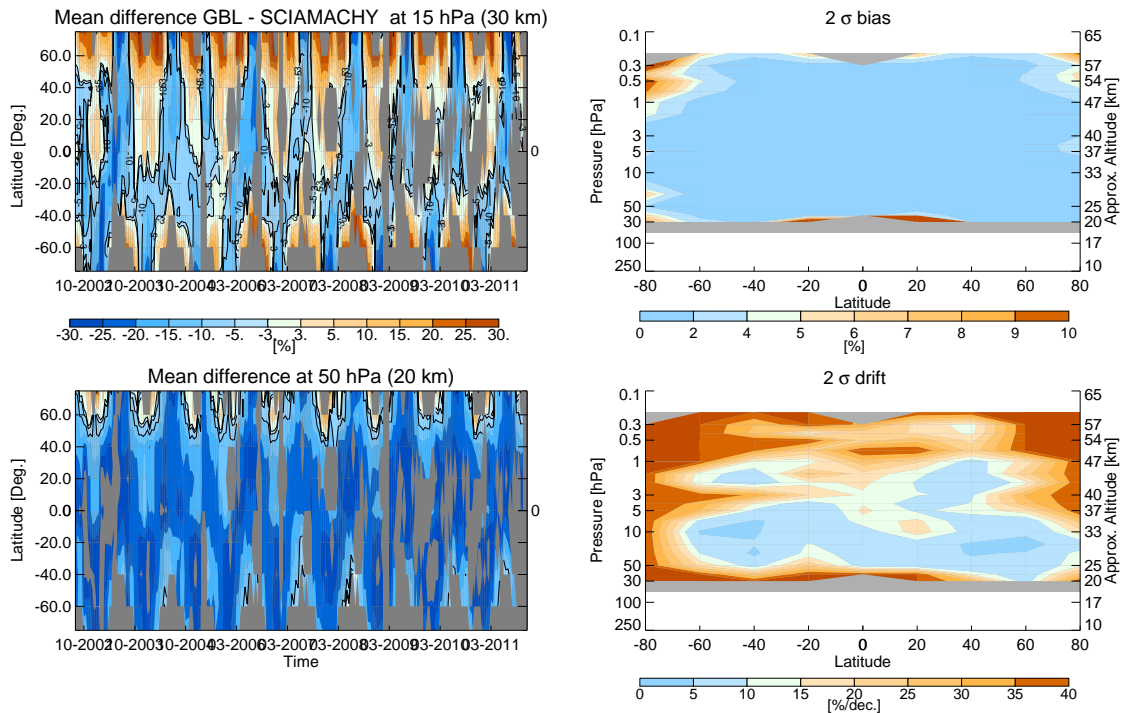 Mean difference GBL - SCIAMACHY at 15 hPa (30 km)
Latitude [Deg.]
60.0
40.0
20.0
0.0
-20.0
-40.0
-60.0
0
10-2002 10-2003 10-2004 03-2006 03-2007 03-2008 03-2009 03-2010 03-2011
-30. -25. -20. -15. -10. -5. -3. 3. 5. 10. 15. 20. 25. 30.
[%]
2 σ bias
Pressure [hPa]
0.1
0.3
0.5
1
3
5
10
50
30
100
250
65
57
54
47
40
37
33
25
20
17
10
Approx. Altitude [km]
-80 -60 -40 -20 0 20 40 60 80
Latitude
0 2 4 5 6 7 8 9 10
[%]
Mean difference at 50 hPa (20 km)
Latitude [Deg.]
60.0
40.0
20.0
0.0
-20.0
-40.0
-60.0
0
10-2002 10-2003 10-2004 03-2006 03-2007 03-2008 03-2009 03-2010 03-2011
Time
2 σ drift
Pressure [hPa]
0.1
0.3
0.5
1
3
5
10
50
30
100
250
65
57
54
47
40
37
33
25
20
17
10
Approx. Altitude [km]
-80 -60 -40 -20 0 20 40 60 80
Latitude
0 5 10 15 20 25 30 35 40
[%/dec.]